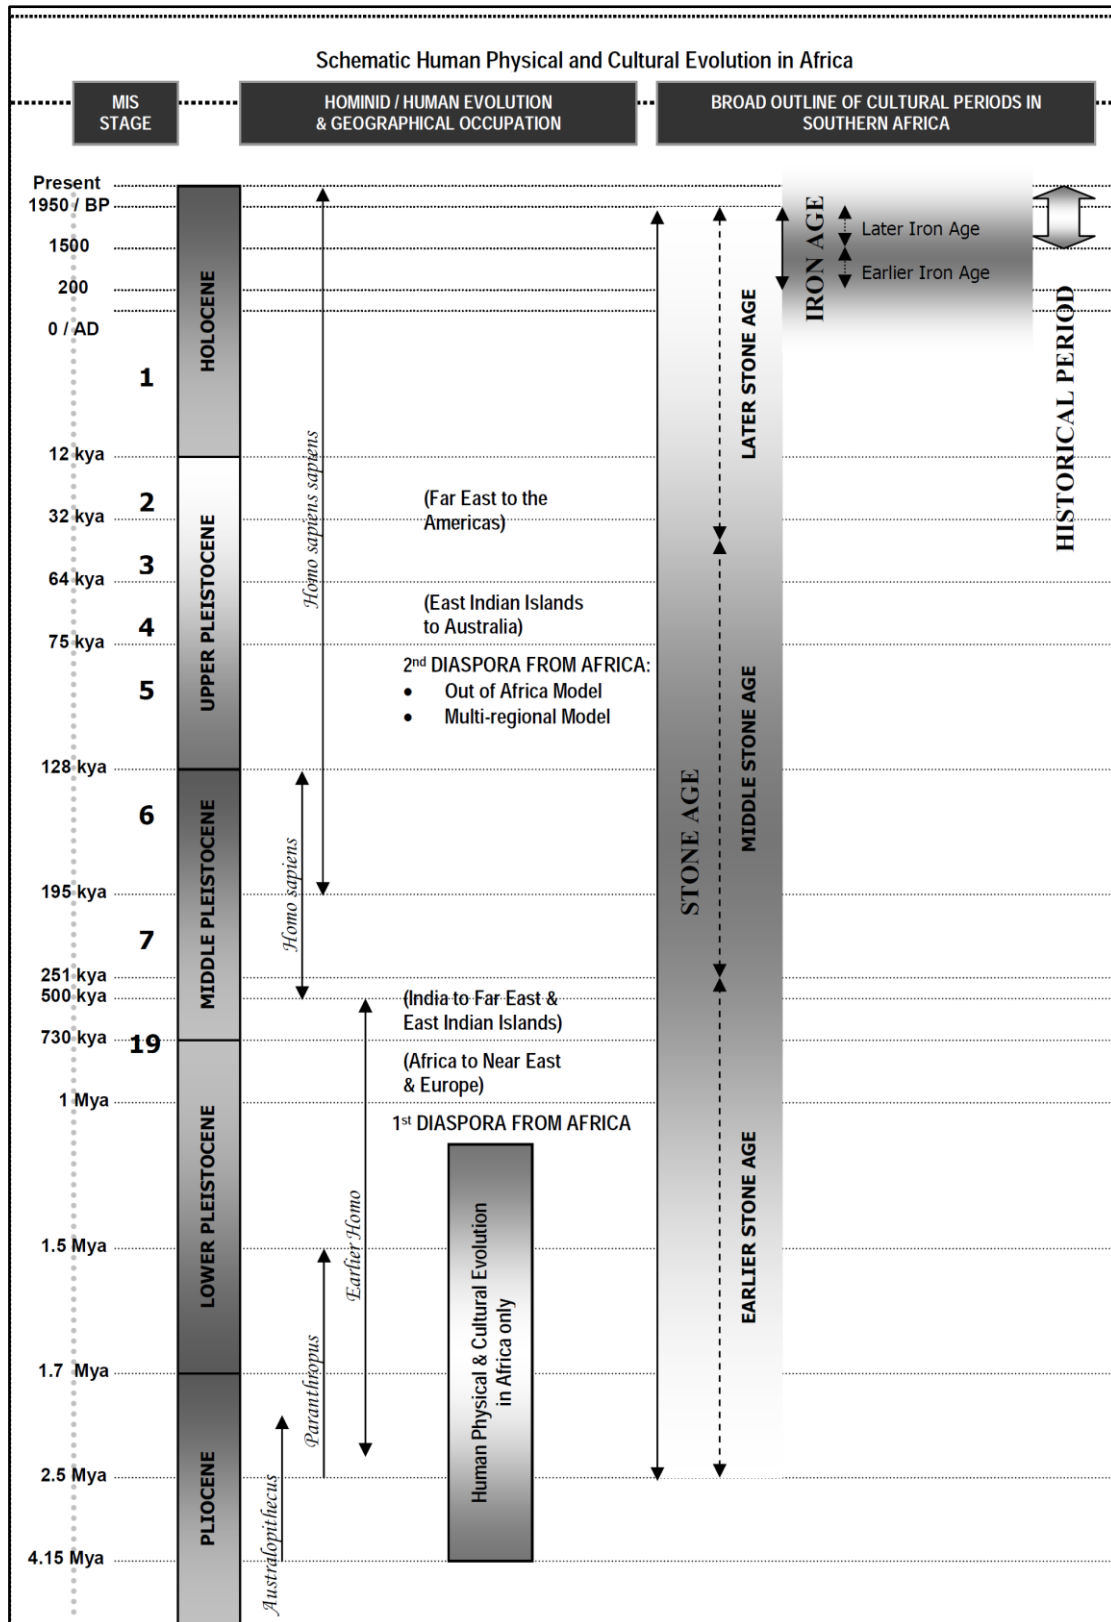 Schematic Human Physical and Cultural Evolution in Africa
MIS
STAGE
HOMINID / HUMAN EVOLUTION
& GEOGRAPHICAL OCCUPATION
BROAD OUTLINE OF CULTURAL PERIODS IN
SOUTHERN AFRICA
Present
1950 / BP
1500
200
0 / AD
12 kya
32 kya
64 kya
75 kya
128 kya
195 kya
251 kya
500 kya
730 kya
1 Mya
1.5 Mya
1.7 Mya
2.5 Mya
4.15 Mya
1
2
3
4
5
6
7
19
HOLOCENE
UPPER PLEISTOCENE
MIDDLE PLEISTOCENE
LOWER PLEISTOCENE
PLIOCENE
Homo sapiens sapiens
Homo sapiens
Earlier Homo
Paranthropus
Australopithecus
(Far East to the
Americas)
(East Indian Islands
to Australia)
2nd DIASPORA FROM AFRICA:
• Out of Africa Model
• Multi-regional Model
(India to Far East &
East Indian Islands)
(Africa to Near East
& Europe)
1st DIASPORA FROM AFRICA
Human Physical & Cultural Evolution
in Africa only
STONE AGE
LATER STONE AGE
MIDDLE STONE AGE
EARLIER STONE AGE
IRON AGE
Later Iron Age
Earlier Iron Age
HISTORICAL PERIOD